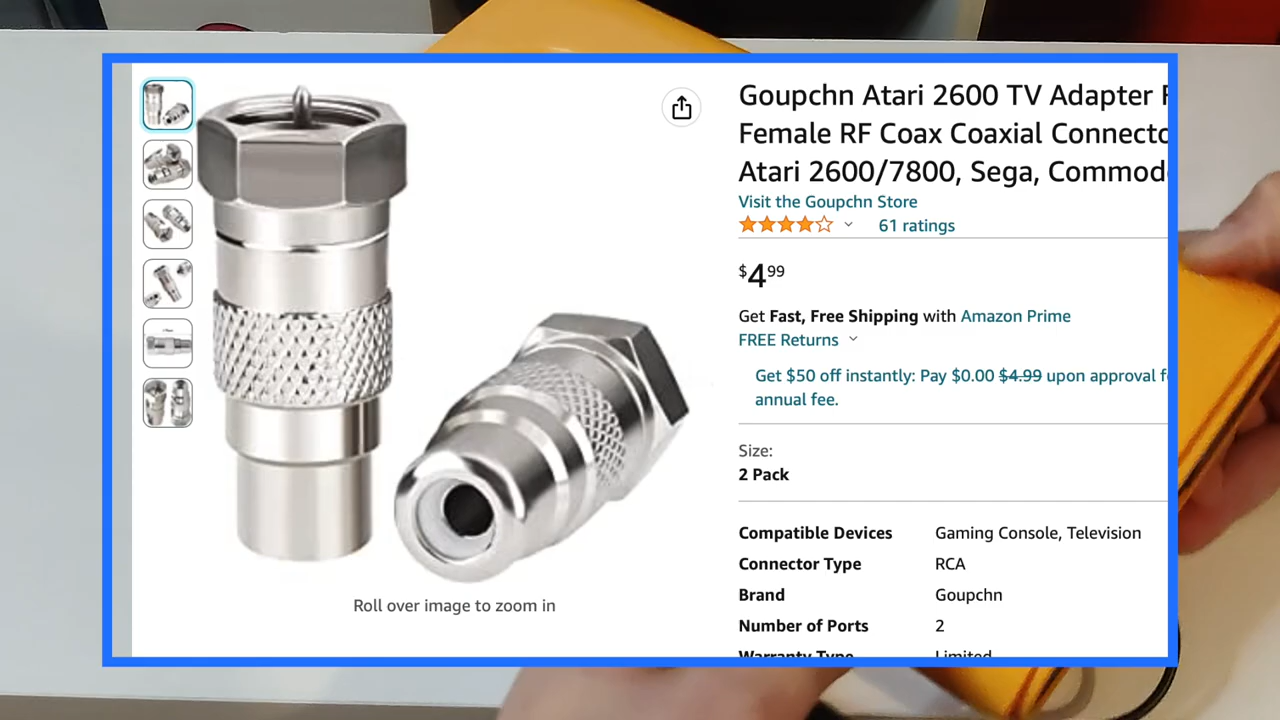 Goupchn Atari 2600 TV Adapter
Female RF Coax Coaxial
Atari 2600/7800, Sega,
Visit the Goupchn Store
61 ratings
$4.99
Get Fast, Free Shipping with Amazon Prime
FREE Returns
Get $50 off instantly: Pay $0.00 $4.99 upon approval
annual fee.
Size:
2 Pack
Compatible Devices Gaming Console, Television
Connector Type RCA
Brand Goupchn
Number of Ports 2
Warranty Type Limited
Roll over image to zoom in